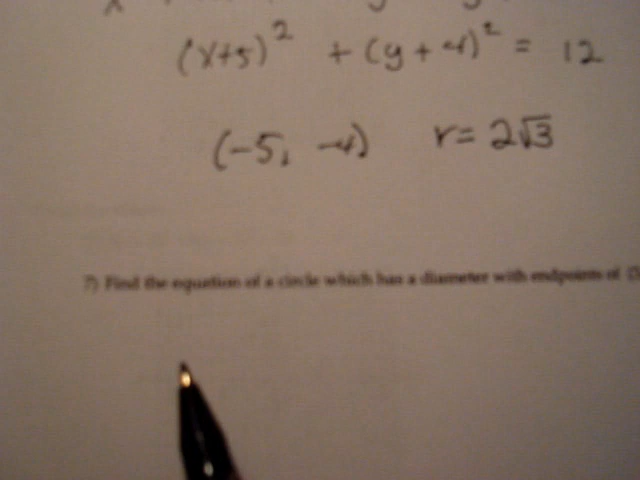 (x+5)² + (y+4)² = 12
(-5, -4) r= 2√3
7) Find the equation of a circle which has a diameter with endpoints of